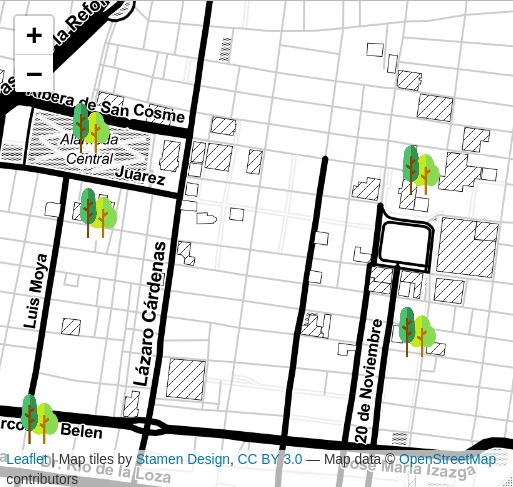 la Refo
+
−
Ribera de San Cosme
Alameda
Central
Juárez
Luis Moya
Lázaro Cárdenas
20 de Noviembre
Belen
Dr. Río de la Loza
José María Izazga
Leaflet | Map tiles by Stamen Design, CC BY 3.0 — Map data © OpenStreetMap
contributors